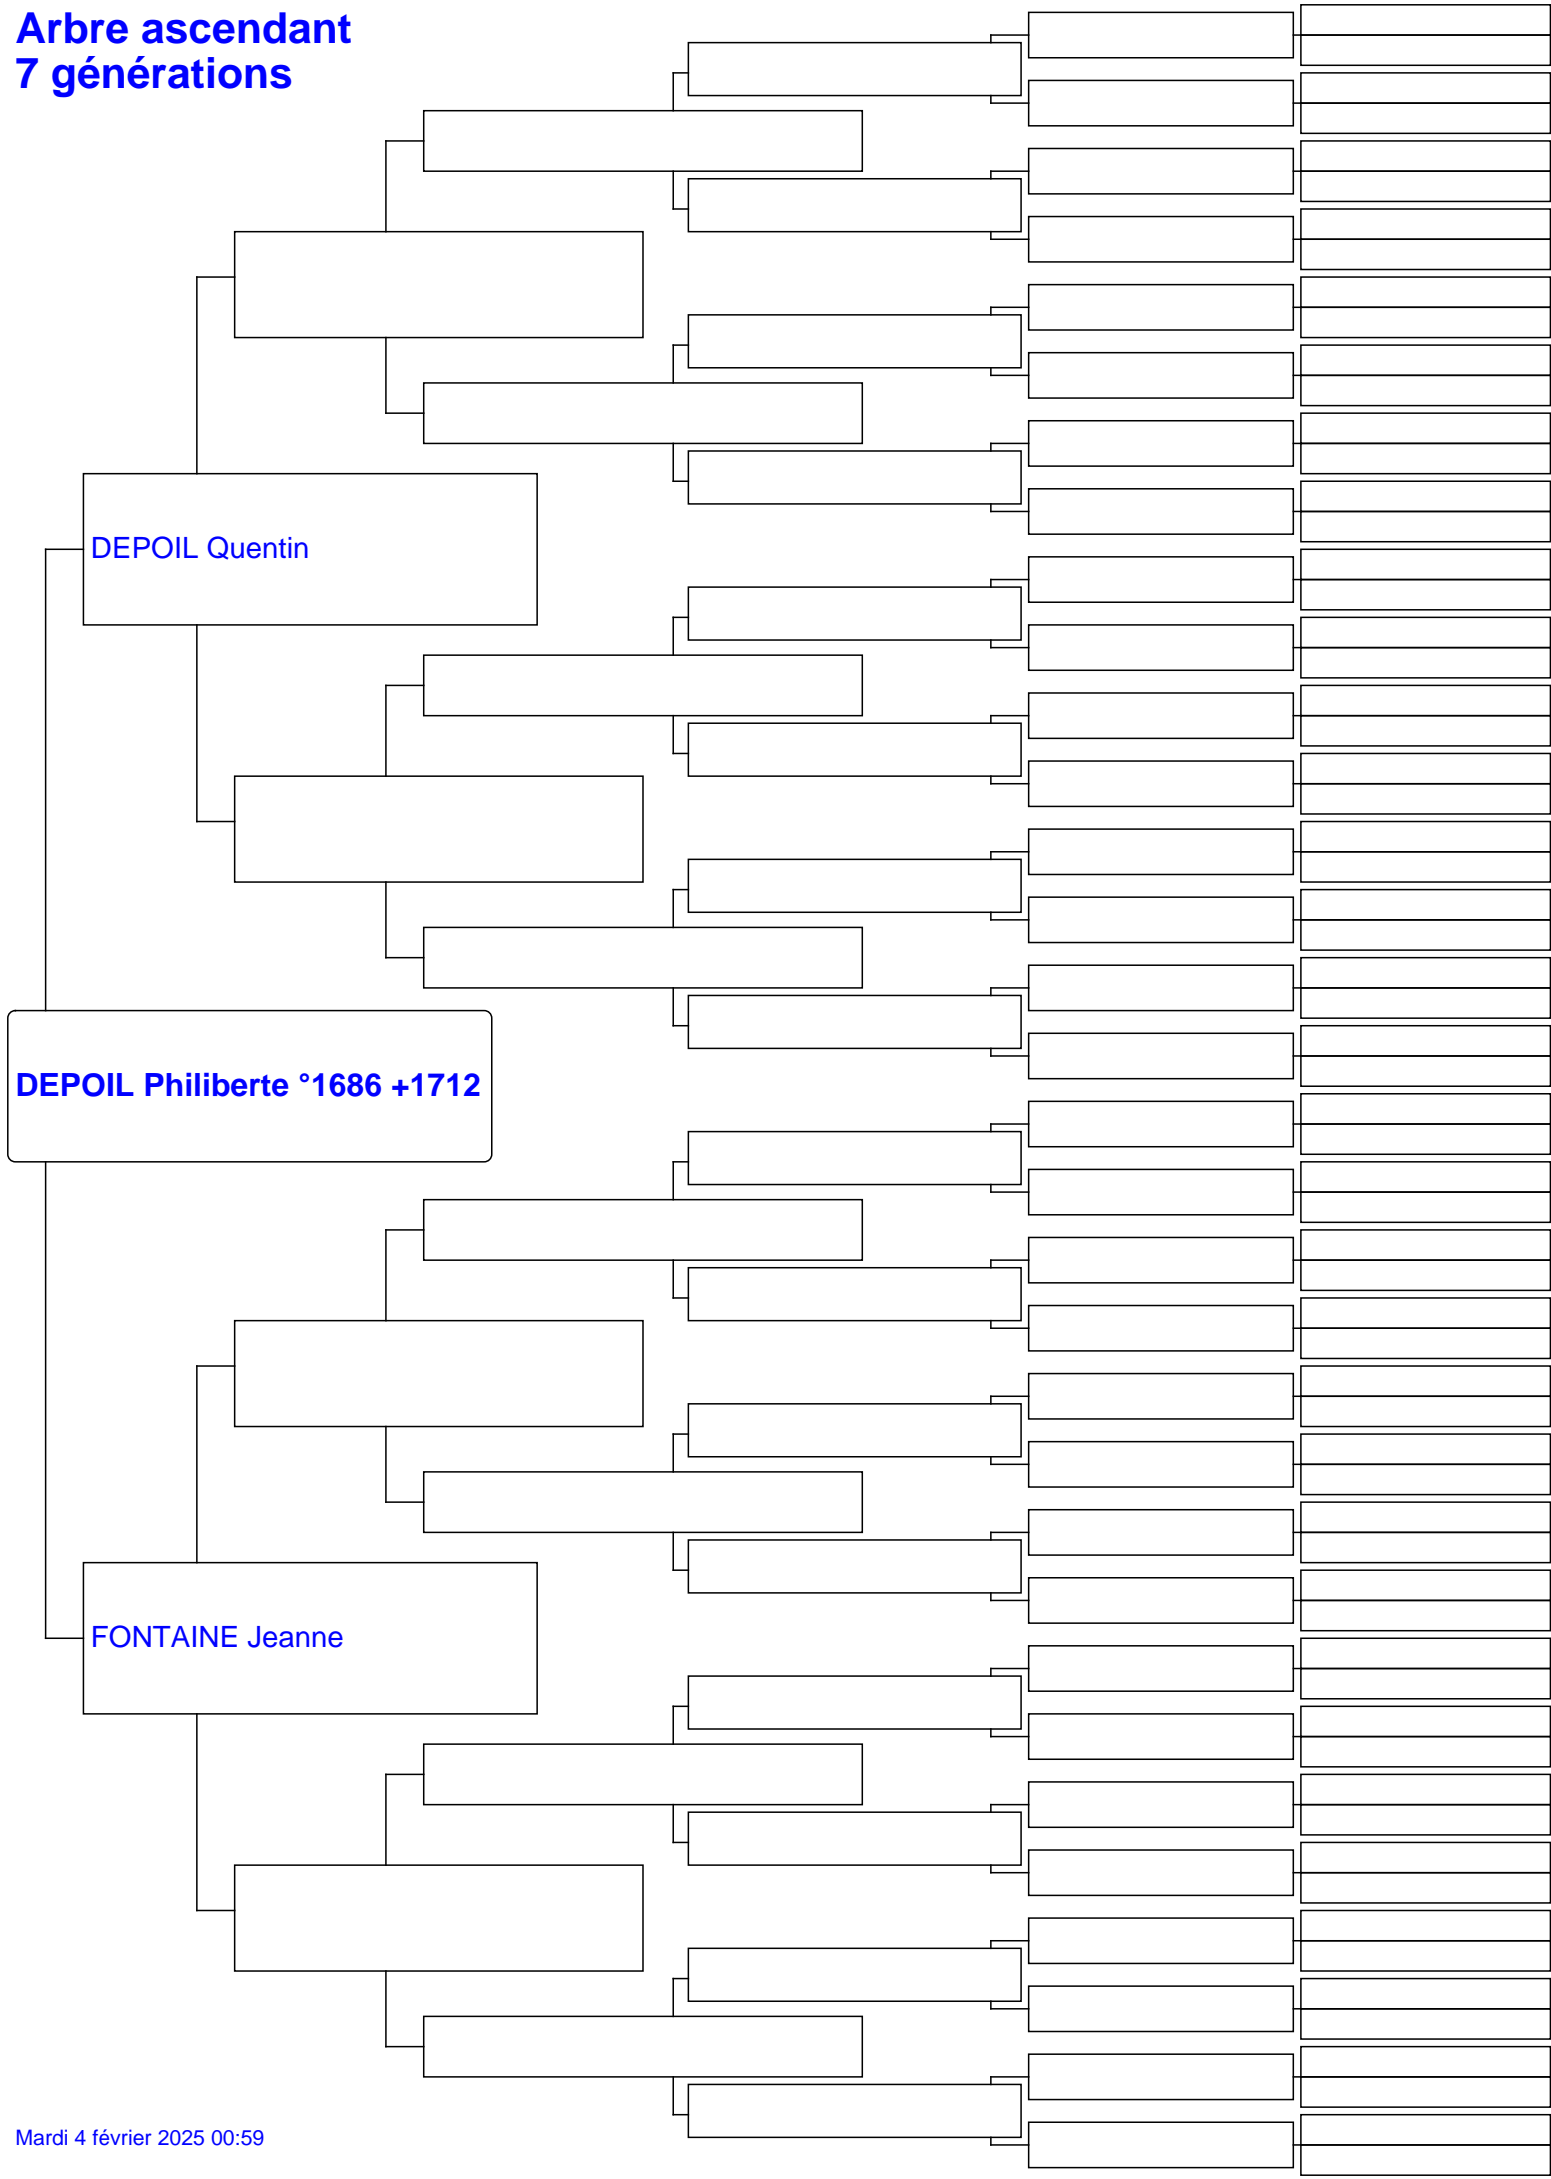 Arbre ascendant
7 générations
DEPOIL Quentin
DEPOIL Philiberte °1686 +1712
FONTAINE Jeanne
Mardi 4 février 2025 00:59